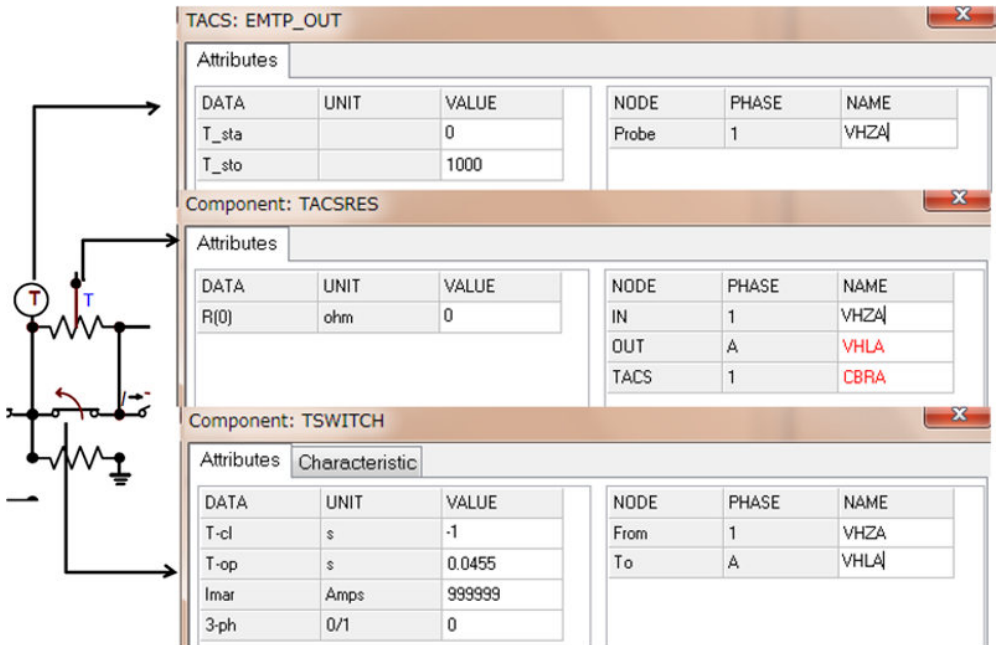 TACS: EMTP_OUT
x
Attributes
DATA UNIT VALUE NODE PHASE NAME
T_sta 0 Probe 1 VHZA
T_sto 1000
Component: TACSRES
x
Attributes
DATA UNIT VALUE NODE PHASE NAME
R(0) ohm 0 IN 1 VHZA
OUT A VHLA
TACS 1 CBRA
T
T
Component: TSWITCH
x
Attributes Characteristic
DATA UNIT VALUE NODE PHASE NAME
T-cl s -1 From 1 VHZA
T-op s 0.0455 To A VHLA
Imar Amps 999999
3-ph 0/1 0